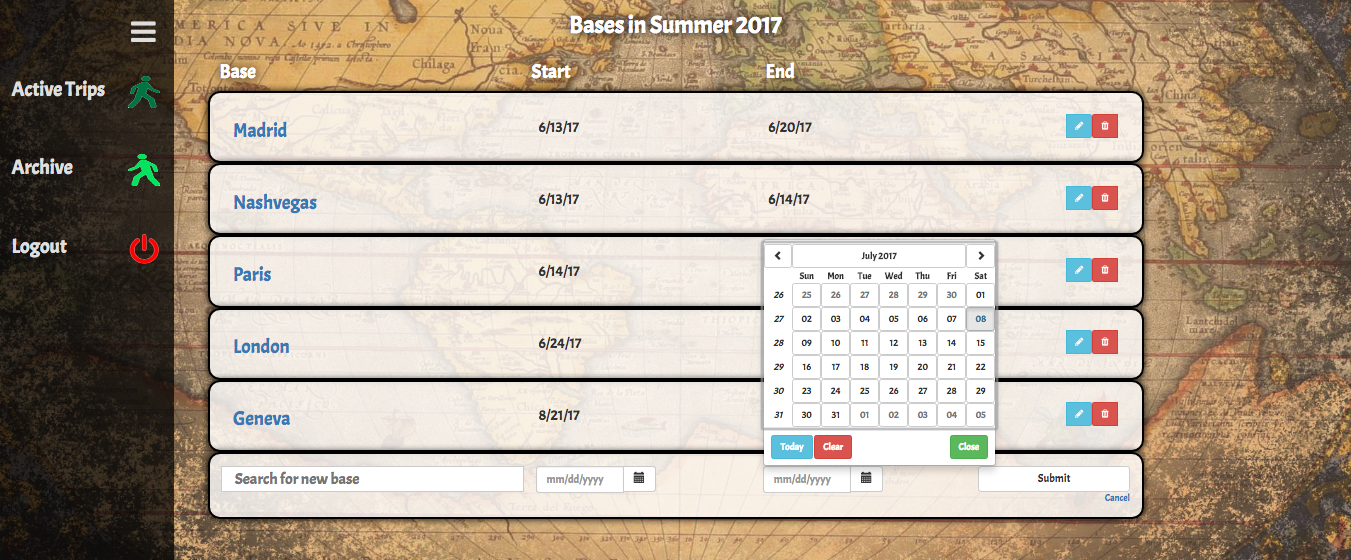 Bases in Summer 2017
Active Trips
Archive
Logout
Base Start End
Madrid 6/13/17 6/20/17
Nashvegas 6/13/17 6/14/17
Paris 6/14/17
London 6/24/17
Geneva 8/21/17
July 2017
Sun Mon Tue Wed Thu Fri Sat
26 25 26 27 28 29 30 01
27 02 03 04 05 06 07 08
28 09 10 11 12 13 14 15
29 16 17 18 19 20 21 22
30 23 24 25 26 27 28 29
31 30 31 01 02 03 04 05
Today Clear Close
Search for new base mm/dd/yyyy mm/dd/yyyy Submit
Cancel
Chilaga
China
Turchestan